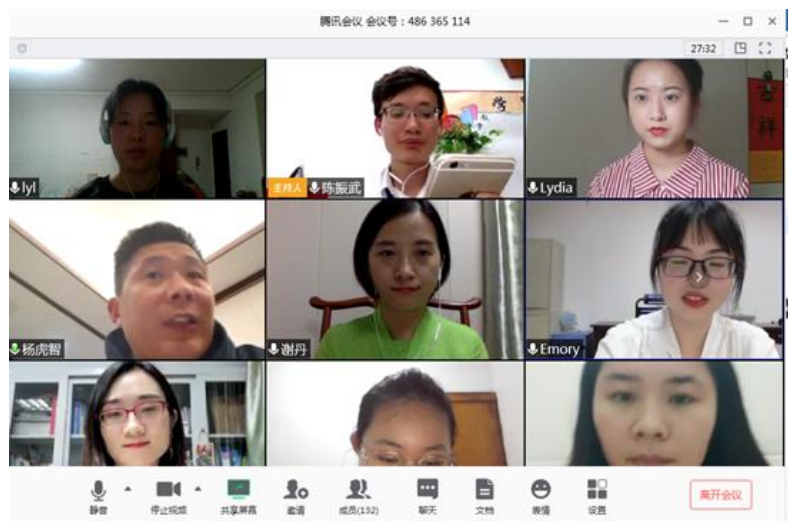 腾讯会议 会议号：486 365 114
27:32
lyl
主持人
陈振武
Lydia
杨虎智
谢丹
Emory
静音
停止视频
共享屏幕
邀请
成员(132)
聊天
文档
表情
设置
离开会议